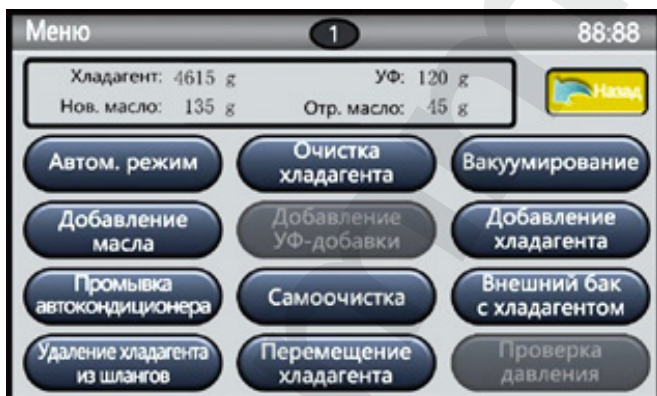 Меню 1 88:88
Хладагент: 4615 g УФ: 120 g
Нов. масло: 135 g Отр. масло: 45 g
Назад
Автом. режим
Очистка
хладагента
Вакуумирование
Добавление
масла
Добавление
УФ-добавки
Добавление
хладагента
Промывка
автокондиционера
Самоочистка
Внешний бак
с хладагентом
Удаление хладагента
из шлангов
Перемещение
хладагента
Проверка
давления